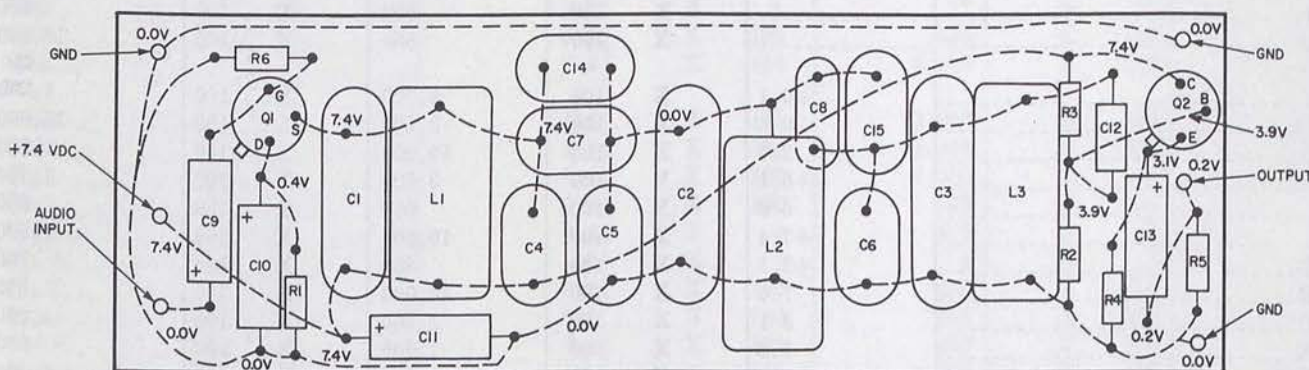 0.0V
0.0V
GND
R6
C14
7.4V
GND
G
C8
C
B
Q1
S
7.4V
7.4V
0.0V
C15
R3
C12
Q2
D
C7
E
3.9V
+7.4 VDC
0.4V
3.1V
0.2V
OUTPUT
C9
+
C1
L1
C2
C3
L3
+
AUDIO
INPUT
7.4V
C10
C4
C5
L2
C6
3.9V
C13
R2
R5
+
R1
R4
0.0V
+
C11
0.0V
GND
0.0V
7.4V
0.2V
0.0V